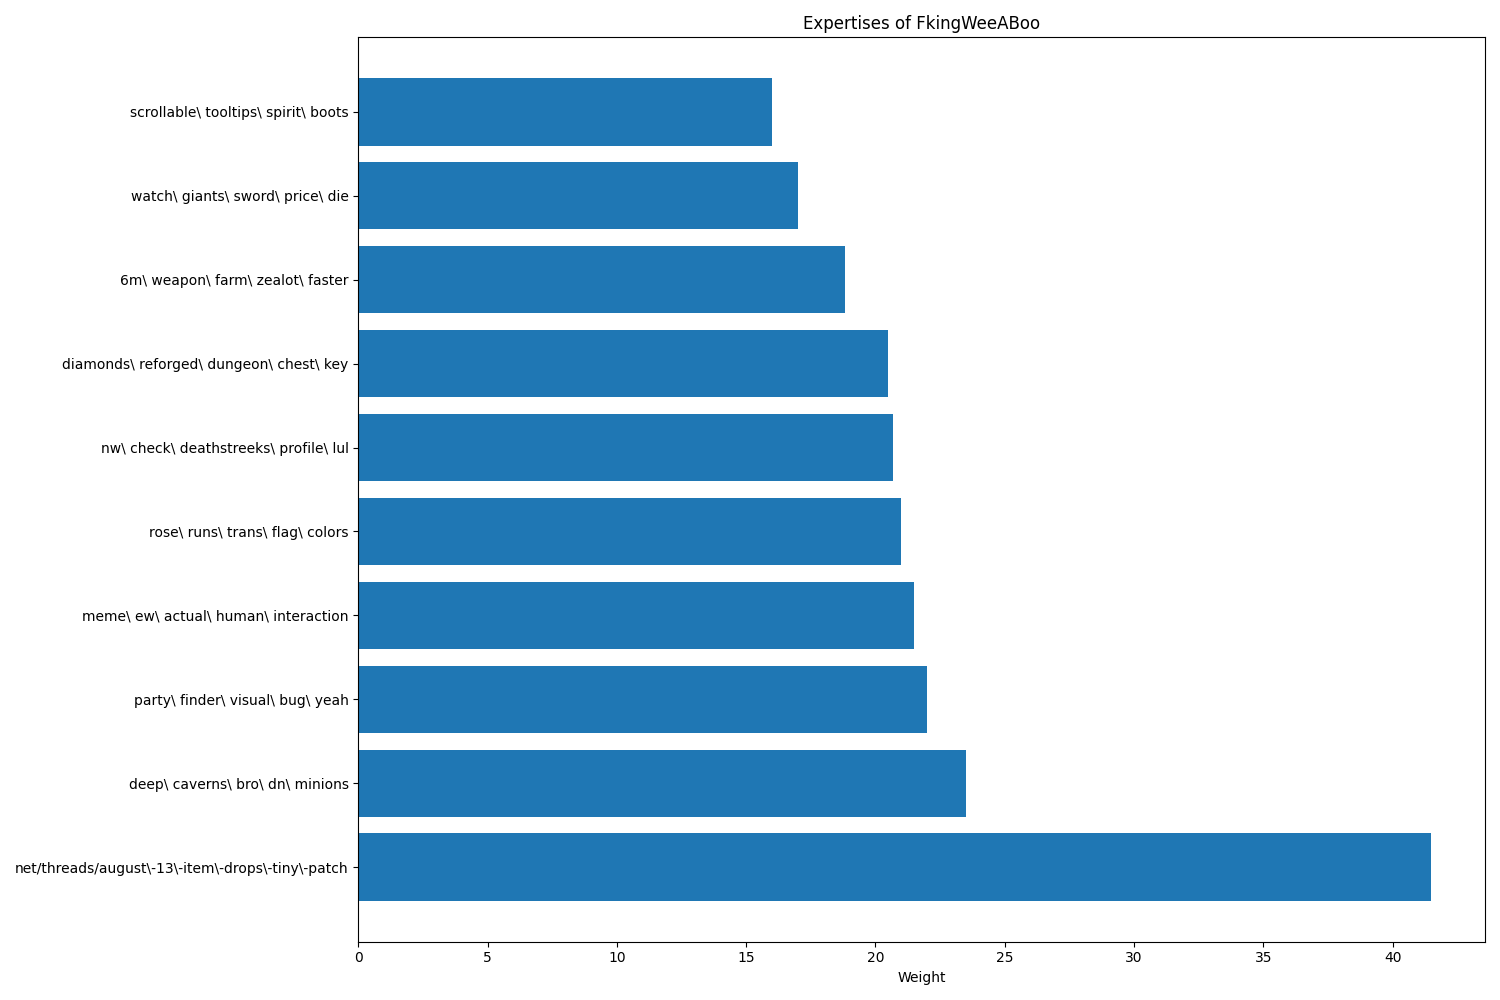 Expertises of FkingWeeABoo
scrollable\ tooltips\ spirit\ boots
watch\ giants\ sword\ price\ die
6m\ weapon\ farm\ zealot\ faster
diamonds\ reforged\ dungeon\ chest\ key
nw\ check\ deathstreeks\ profile\ lul
rose\ runs\ trans\ flag\ colors
meme\ ew\ actual\ human\ interaction
party\ finder\ visual\ bug\ yeah
deep\ caverns\ bro\ dn\ minions
net/threads/august\-13\-item\-drops\-tiny\-patch
0 5 10 15 20 25 30 35 40
Weight